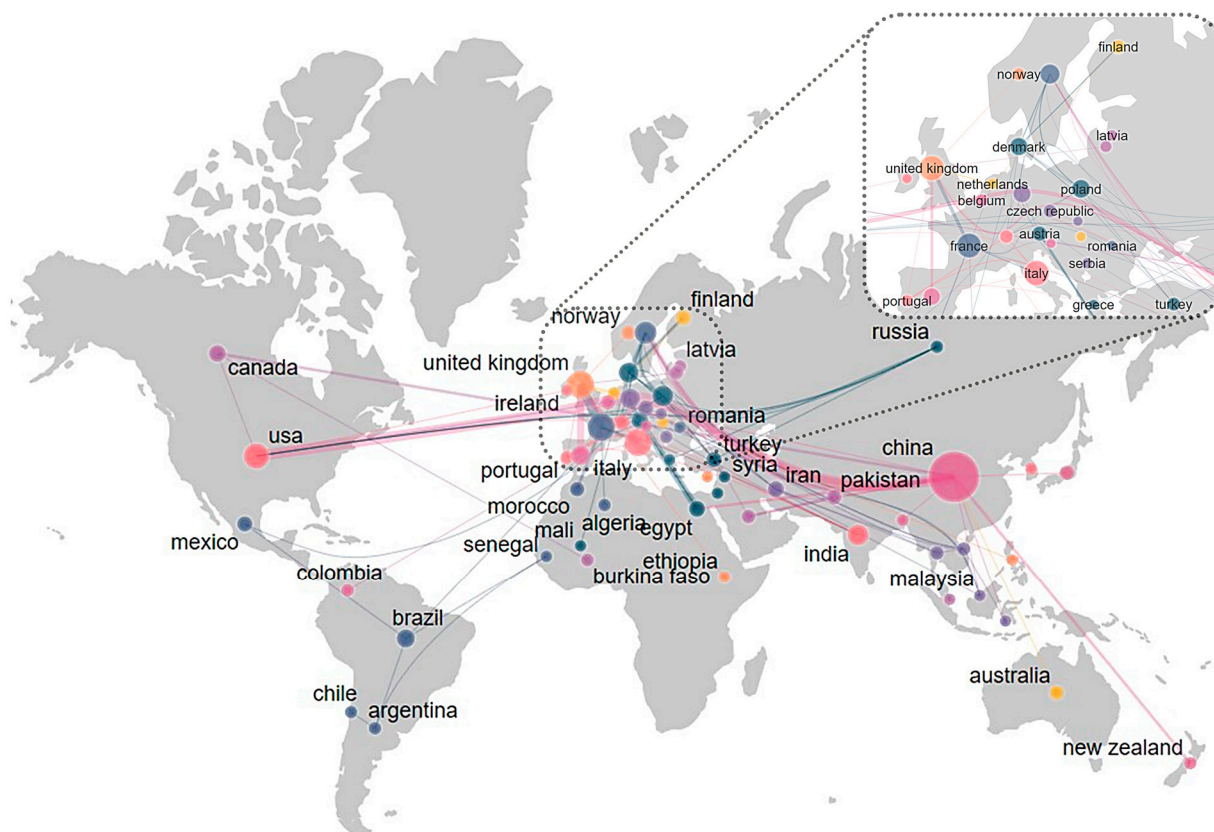 finland
norway
latvia
denmark
united kingdom
netherlands
belgium
poland
czech republic
austria
france
romania
serbia
italy
portugal
greece
turkey
finland
norway
russia
latvia
united kingdom
canada
ireland
romania
usa
turkey
china
portugal
italy
syria
iran
pakistan
morocco
algeria
egypt
mali
mexico
senegal
ethiopia
india
colombia
burkina faso
malaysia
brazil
australia
chile
argentina
new zealand